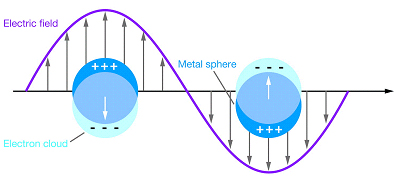 Electric field
+++
Metal sphere
- - -
- - -
+++
Electron cloud